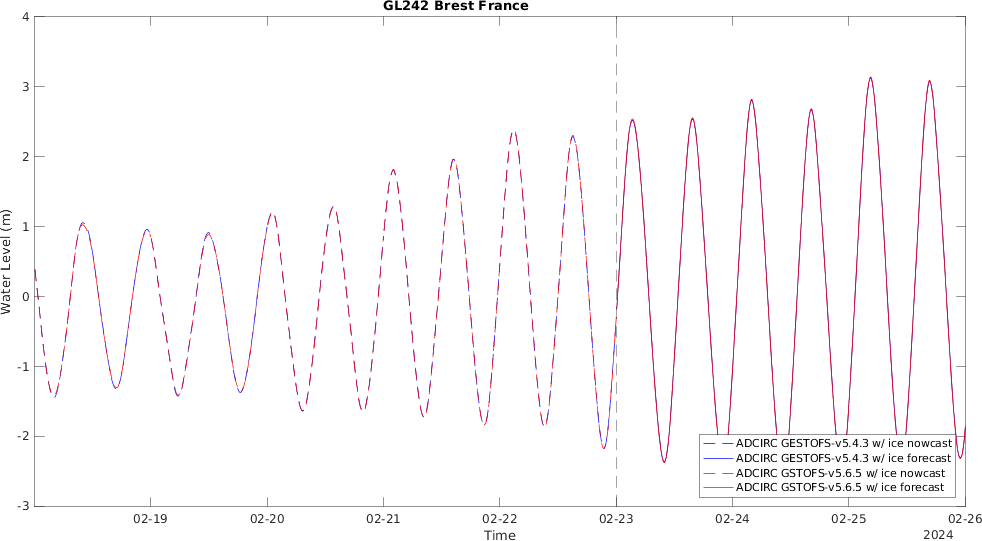 GL242 Brest France
4
3
2
1
0
-1
-2
-3
Water Level (m)
ADCIRC GESTOFS-v5.4.3 w/ ice nowcast
ADCIRC GESTOFS-v5.4.3 w/ ice forecast
ADCIRC GSTOFS-v5.6.5 w/ ice nowcast
ADCIRC GSTOFS-v5.6.5 w/ ice forecast
02-19 02-20 02-21 02-22 02-23 02-24 02-25 02-26
Time
2024